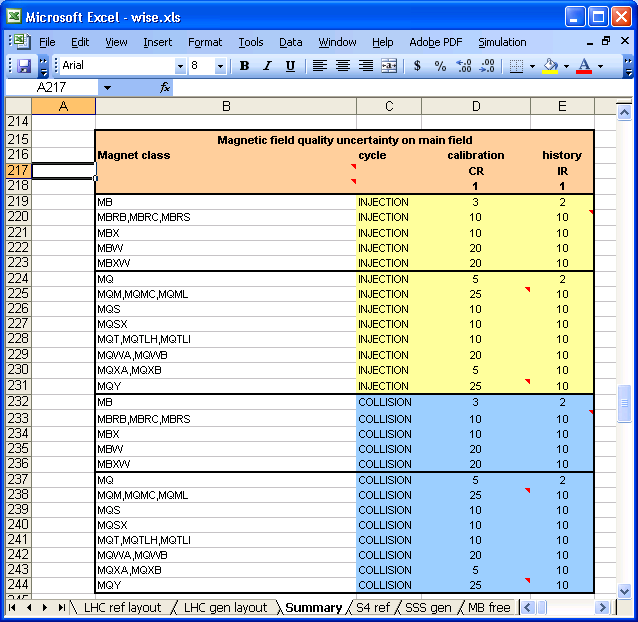 Microsoft Excel - wise.xls
File Edit View Insert Format Tools Data Window Help Adobe PDF Simulation
Arial 8 B I U $ %
A217 fx
A B C D E
214
215 Magnetic field quality uncertainty on main field
216 Magnet class cycle calibration history
217 CR IR
218 1 1
219 MB INJECTION 3 2
220 MBRB,MBRC,MBRS INJECTION 10 10
221 MBX INJECTION 10 10
222 MBW INJECTION 20 10
223 MBXW INJECTION 20 10
224 MQ INJECTION 5 2
225 MQM,MQMC,MQML INJECTION 25 10
226 MQS INJECTION 10 10
227 MQSX INJECTION 10 10
228 MQT,MQTLH,MQTLI INJECTION 10 10
229 MQWA,MQWB INJECTION 20 10
230 MQXA,MQXB INJECTION 5 10
231 MQY INJECTION 25 10
232 MB COLLISION 3 2
233 MBRB,MBRC,MBRS COLLISION 10 10
234 MBX COLLISION 10 10
235 MBW COLLISION 20 10
236 MBXW COLLISION 20 10
237 MQ COLLISION 5 2
238 MQM,MQMC,MQML COLLISION 25 10
239 MQS COLLISION 10 10
240 MQSX COLLISION 10 10
241 MQT,MQTLH,MQTLI COLLISION 10 10
242 MQWA,MQWB COLLISION 20 10
243 MQXA,MQXB COLLISION 5 10
244 MQY COLLISION 25 10
245
LHC ref layout LHC gen layout Summary S4 ref SSS gen MB free